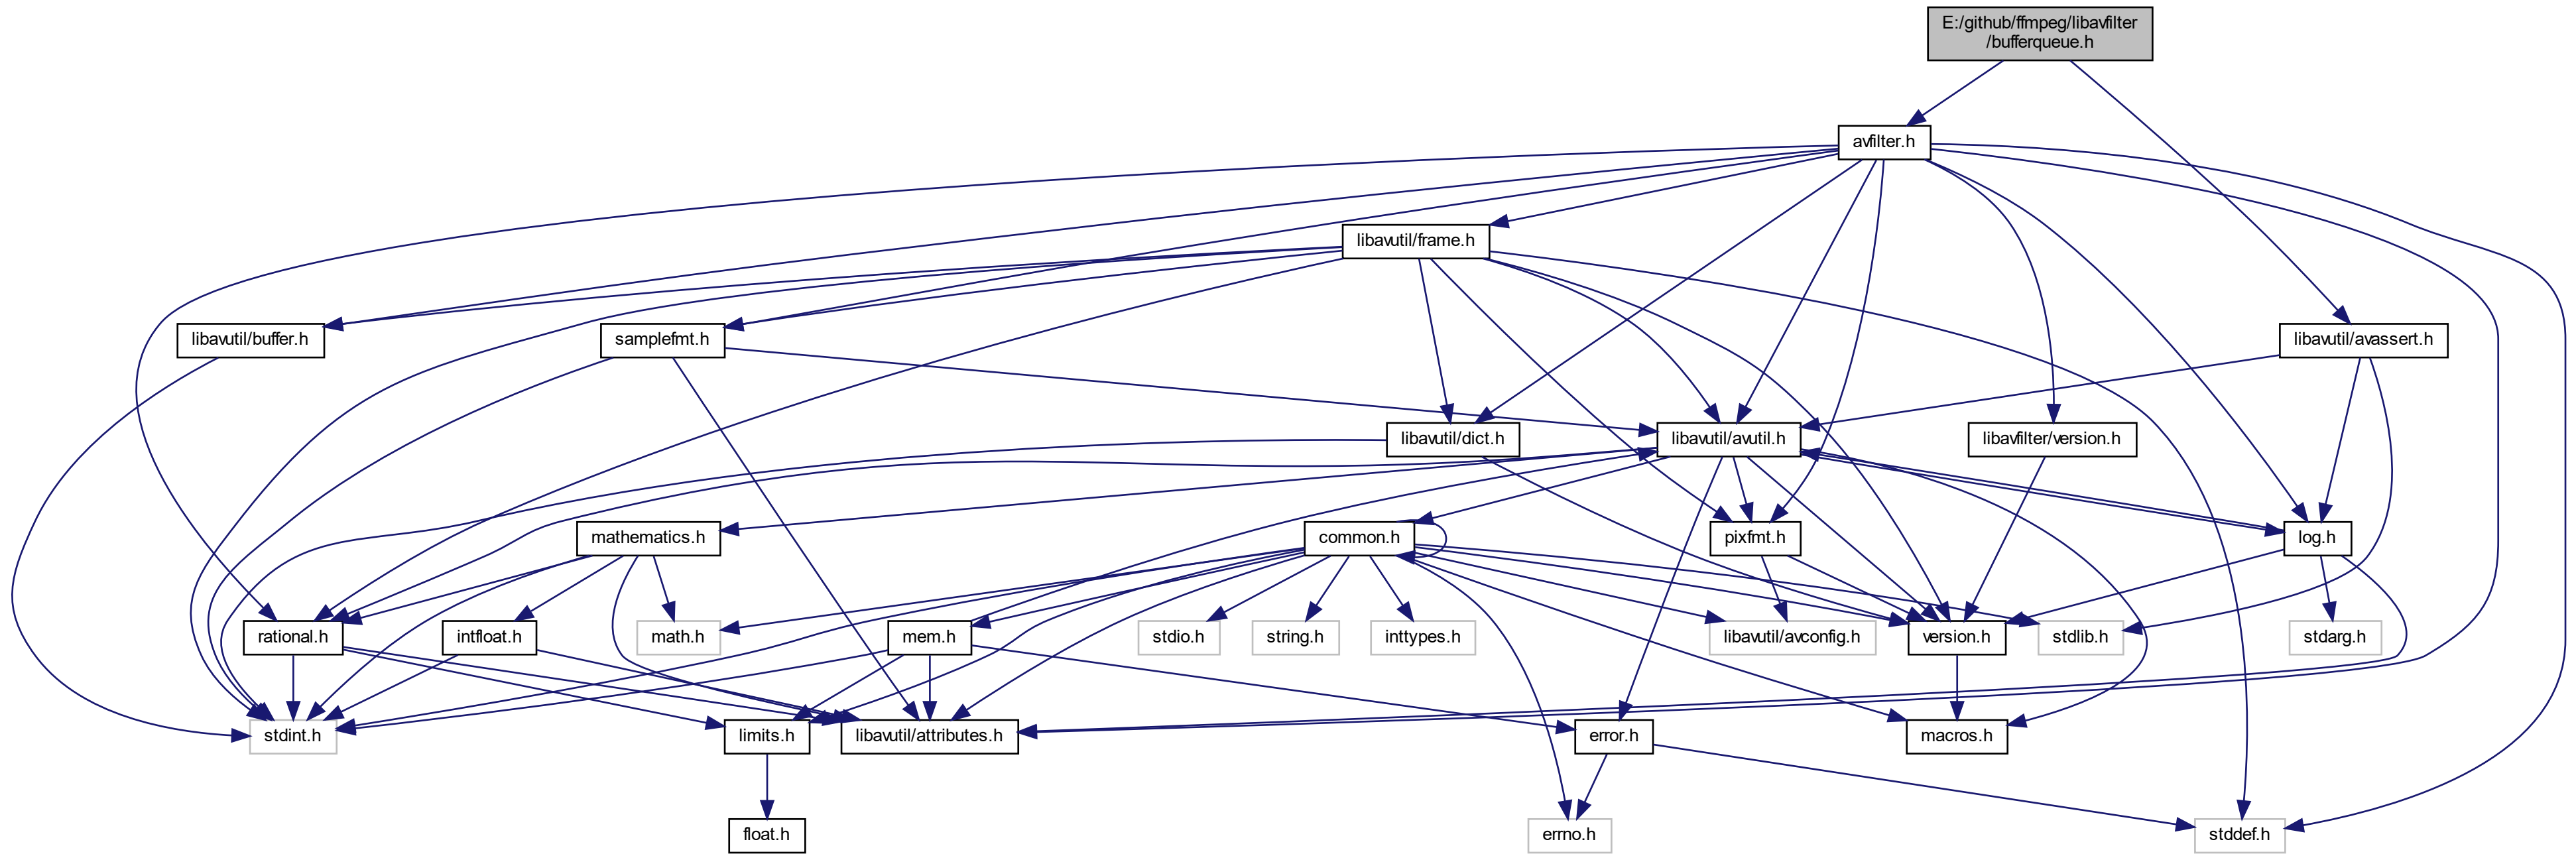 E:/github/ffmpeg/libavfilter
/bufferqueue.h
avfilter.h
libavutil/frame.h
libavutil/buffer.h
samplefmt.h
libavutil/avassert.h
libavutil/dict.h
libavutil/avutil.h
libavfilter/version.h
mathematics.h
common.h
pixfmt.h
log.h
rational.h
intfloat.h
math.h
mem.h
stdio.h
string.h
inttypes.h
libavutil/avconfig.h
version.h
stdlib.h
stdarg.h
stdint.h
limits.h
libavutil/attributes.h
error.h
macros.h
float.h
errno.h
stddef.h